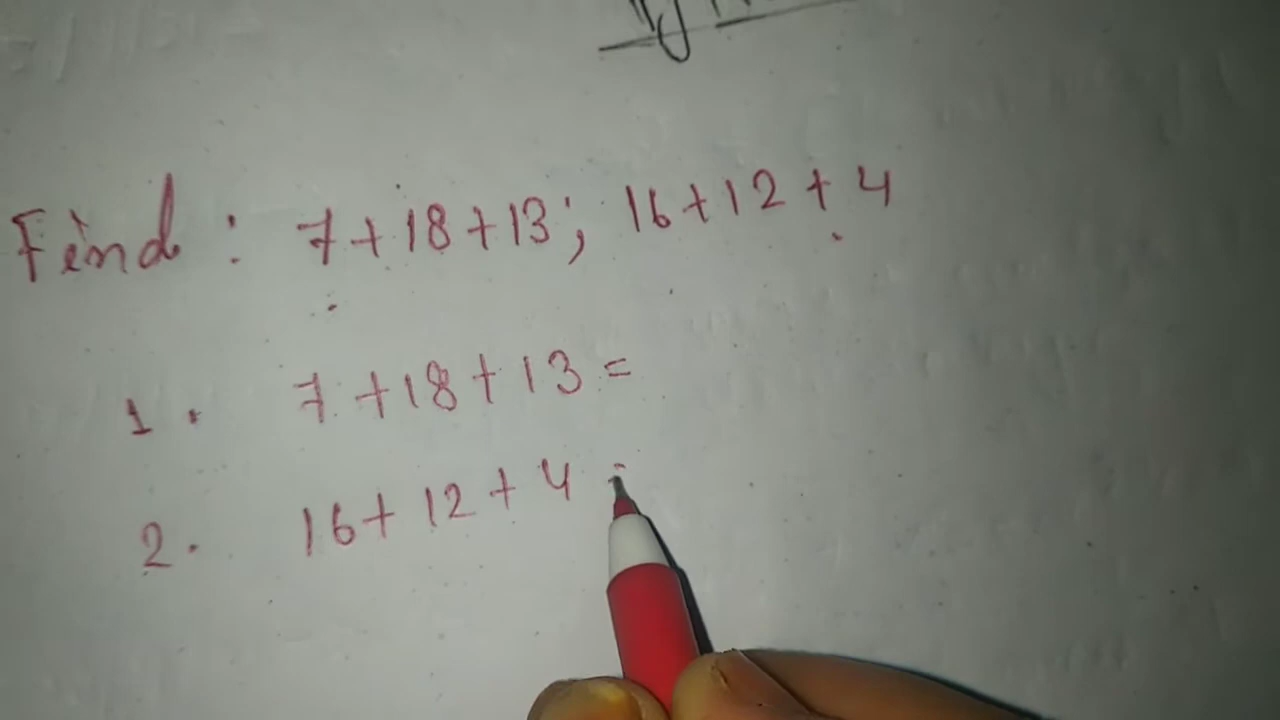 Find : 7+18+13; 16+12+4
1. 7+18+13=
2. 16+12+4